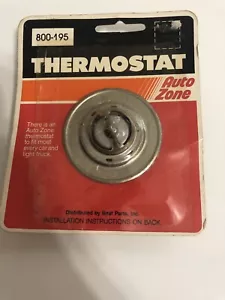 800-195
THERMOSTAT
Auto
Zone
There is an
Auto Zone
thermostat
to fit most
every car and
light truck.
Distributed by Best Parts, Inc.
INSTALLATION INSTRUCTIONS ON BACK.